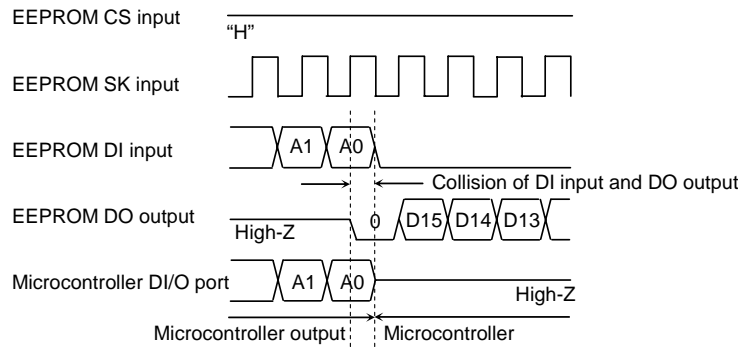 EEPROM CS input
“H”
EEPROM SK input
EEPROM DI input
A1 A0
Collision of DI input and DO output
EEPROM DO output
High-Z
0 D15 D14 D13
Microcontroller DI/O port
A1 A0
High-Z
Microcontroller output Microcontroller